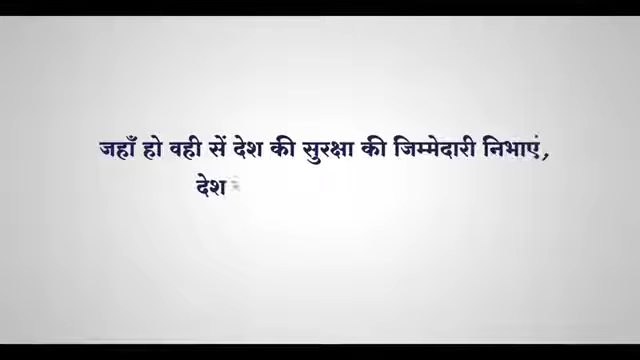 जहाँ हो वही सें देश की सुरक्षा की जिम्मेदारी निभाएं,
देश